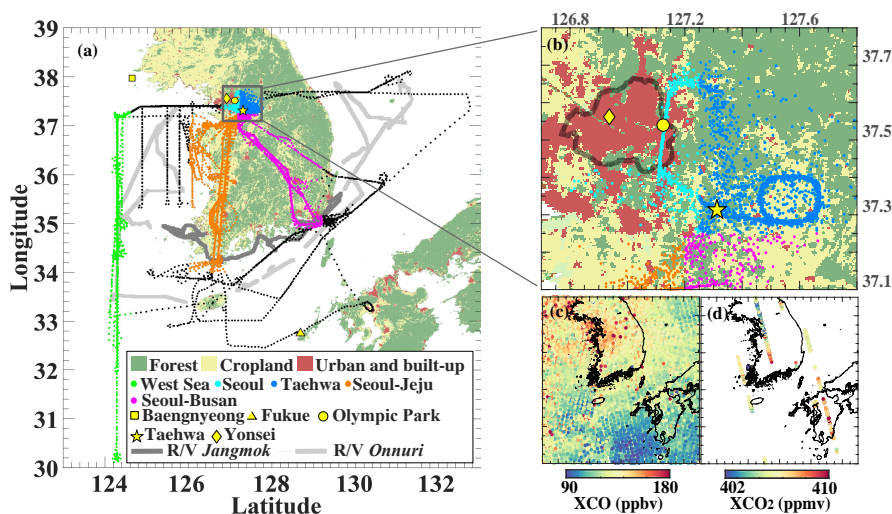 39
38
37
36
35
34
33
32
31
30
Longitude
(a)
Forest Cropland Urban and built-up
West Sea Seoul Taehwa Seoul-Jeju
Seoul-Busan
Baengnyeong Fukue Olympic Park
Taehwa Yonsei
R/V Jangmok R/V Onnuri
124 126 128 130 132
Latitude
126.8 127.2 127.6
(b)
37.7
37.5
37.3
37.1
(c)
(d)
90 180
XCO (ppbv)
402 410
XCO2 (ppmv)